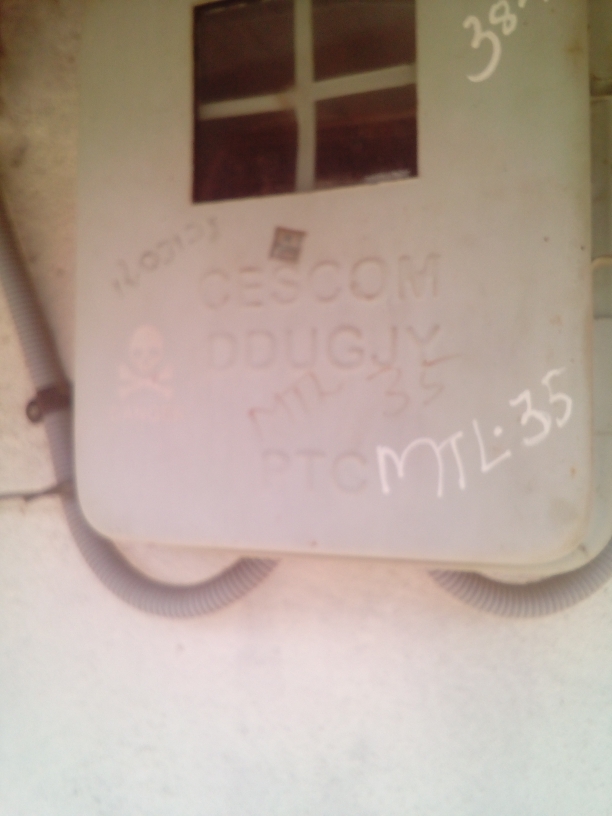 38
CESCOM
DDUGJY
MTL 35
PTC
MTL. 35